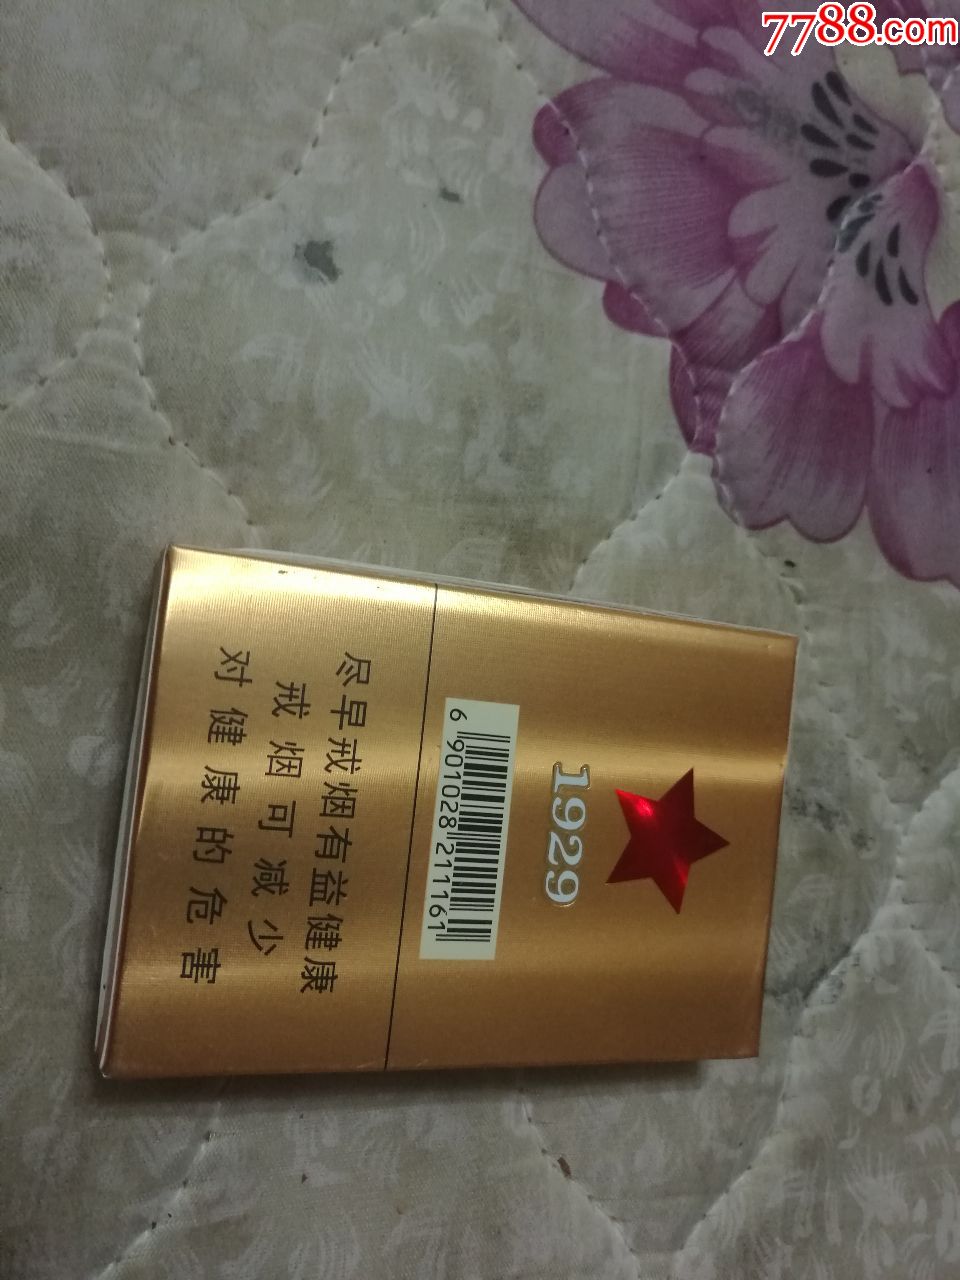 7788.com
1929
6 901028 211161
尽早戒烟有益健康
戒烟可减少
对健康的危害